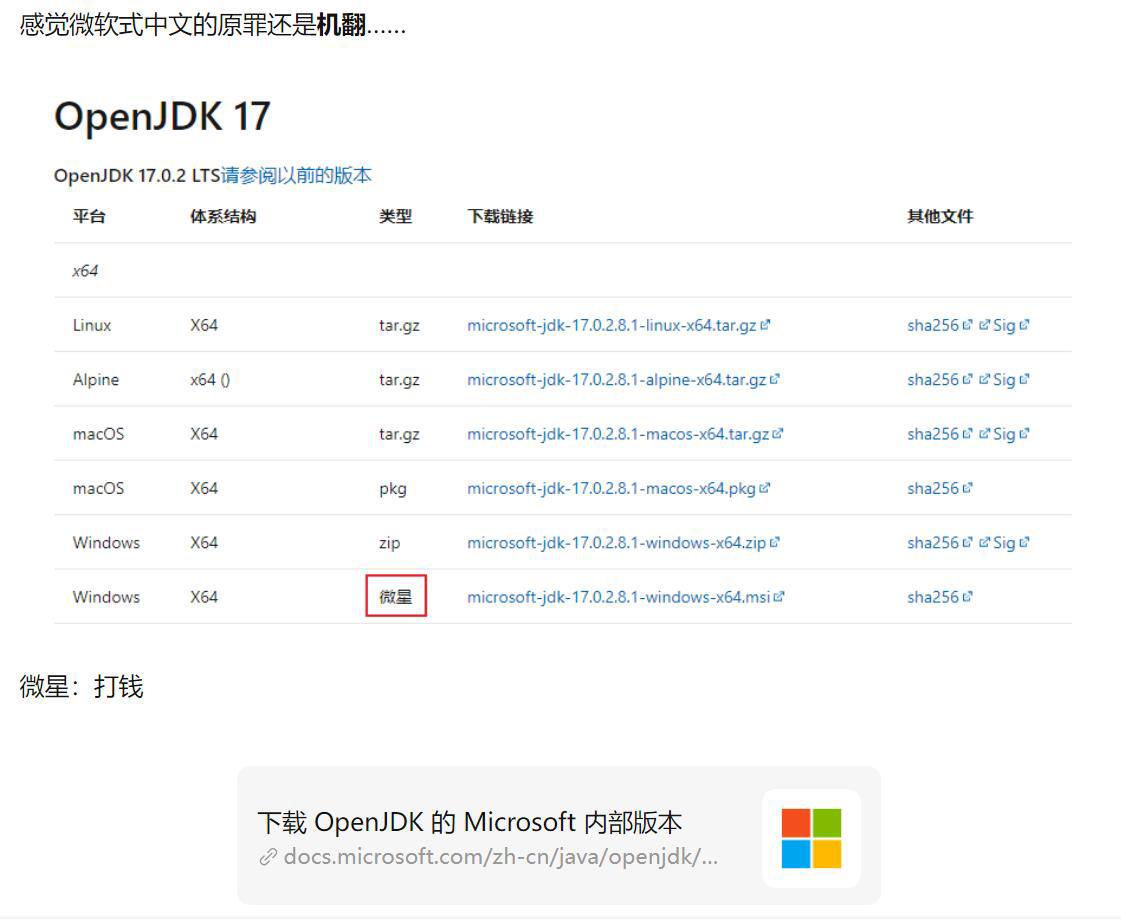 感觉微软式中文的原罪还是机翻......
OpenJDK 17
OpenJDK 17.0.2 LTS请参阅以前的版本
平台 体系结构 类型 下载链接 其他文件
x64
Linux X64 tar.gz microsoft-jdk-17.0.2.8.1-linux-x64.tar.gz sha256 Sig
Alpine x64 () tar.gz microsoft-jdk-17.0.2.8.1-alpine-x64.tar.gz sha256 Sig
macOS X64 tar.gz microsoft-jdk-17.0.2.8.1-macos-x64.tar.gz sha256 Sig
macOS X64 pkg microsoft-jdk-17.0.2.8.1-macos-x64.pkg sha256
Windows X64 zip microsoft-jdk-17.0.2.8.1-windows-x64.zip sha256 Sig
Windows X64 微星 microsoft-jdk-17.0.2.8.1-windows-x64.msi sha256
微星：打钱
下载 OpenJDK 的 Microsoft 内部版本
docs.microsoft.com/zh-cn/java/openjdk/...